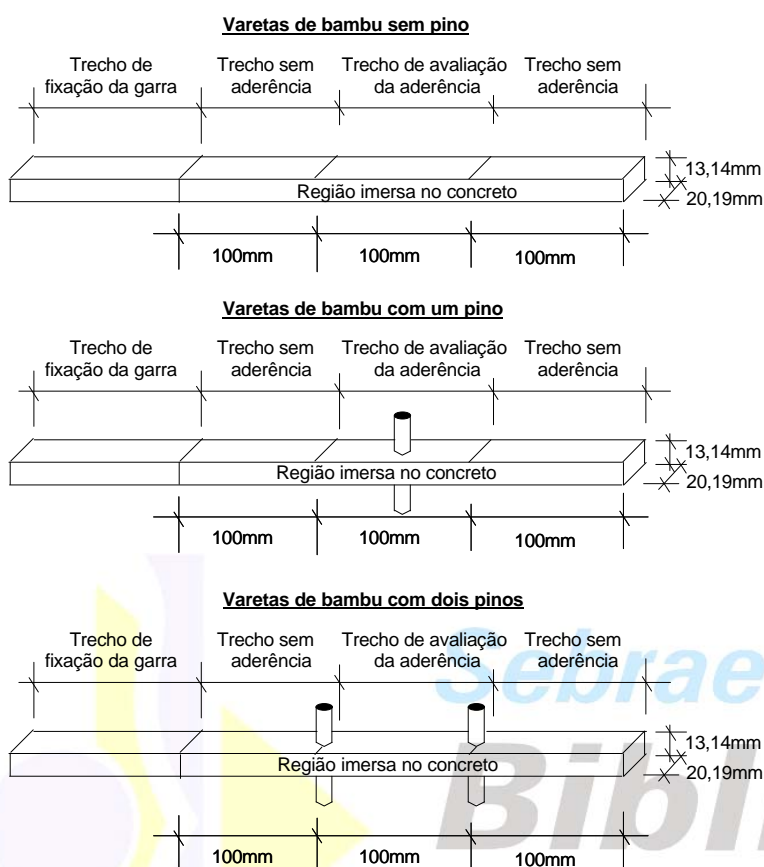 Varetas de bambu sem pino
Trecho de fixação da garra
Trecho sem aderência
Trecho de avaliação da aderência
Trecho sem aderência
13,14mm
Região imersa no concreto
20,19mm
100mm
100mm
100mm
Varetas de bambu com um pino
Trecho de fixação da garra
Trecho sem aderência
Trecho de avaliação da aderência
Trecho sem aderência
13,14mm
Região imersa no concreto
20,19mm
100mm
100mm
100mm
Varetas de bambu com dois pinos
Trecho de fixação da garra
Trecho sem aderência
Trecho de avaliação da aderência
Trecho sem aderência
Sebrae
13,14mm
Região imersa no concreto
20,19mm
Bibli
100mm
100mm
100mm